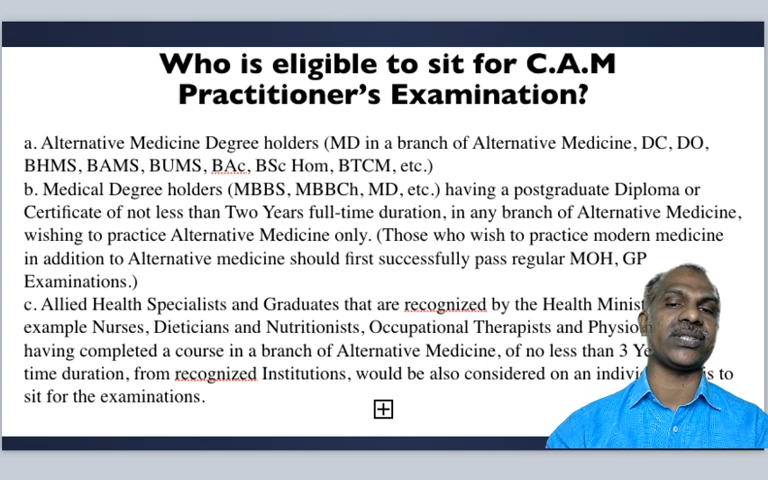 Who is eligible to sit for C.A.M
Practitioner's Examination?
a. Alternative Medicine Degree holders (MD in a branch of Alternative Medicine, DC, DO,
BHMS, BAMS, BUMS, BAc, BSc Hom, BTCM, etc.)
b. Medical Degree holders (MBBS, MBBCh, MD, etc.) having a postgraduate Diploma or
Certificate of not less than Two Years full-time duration, in any branch of Alternative Medicine,
wishing to practice Alternative Medicine only. (Those who wish to practice modern medicine
in addition to Alternative medicine should first successfully pass regular MOH, GP
Examinations.)
c. Allied Health Specialists and Graduates that are recognized by the Health
example Nurses, Dieticians and Nutritionists, Occupational Therapists and
having completed a course in a branch of Alternative Medicine, of no less than 3
time duration, from recognized Institutions, would be also considered on an to
sit for the examinations.